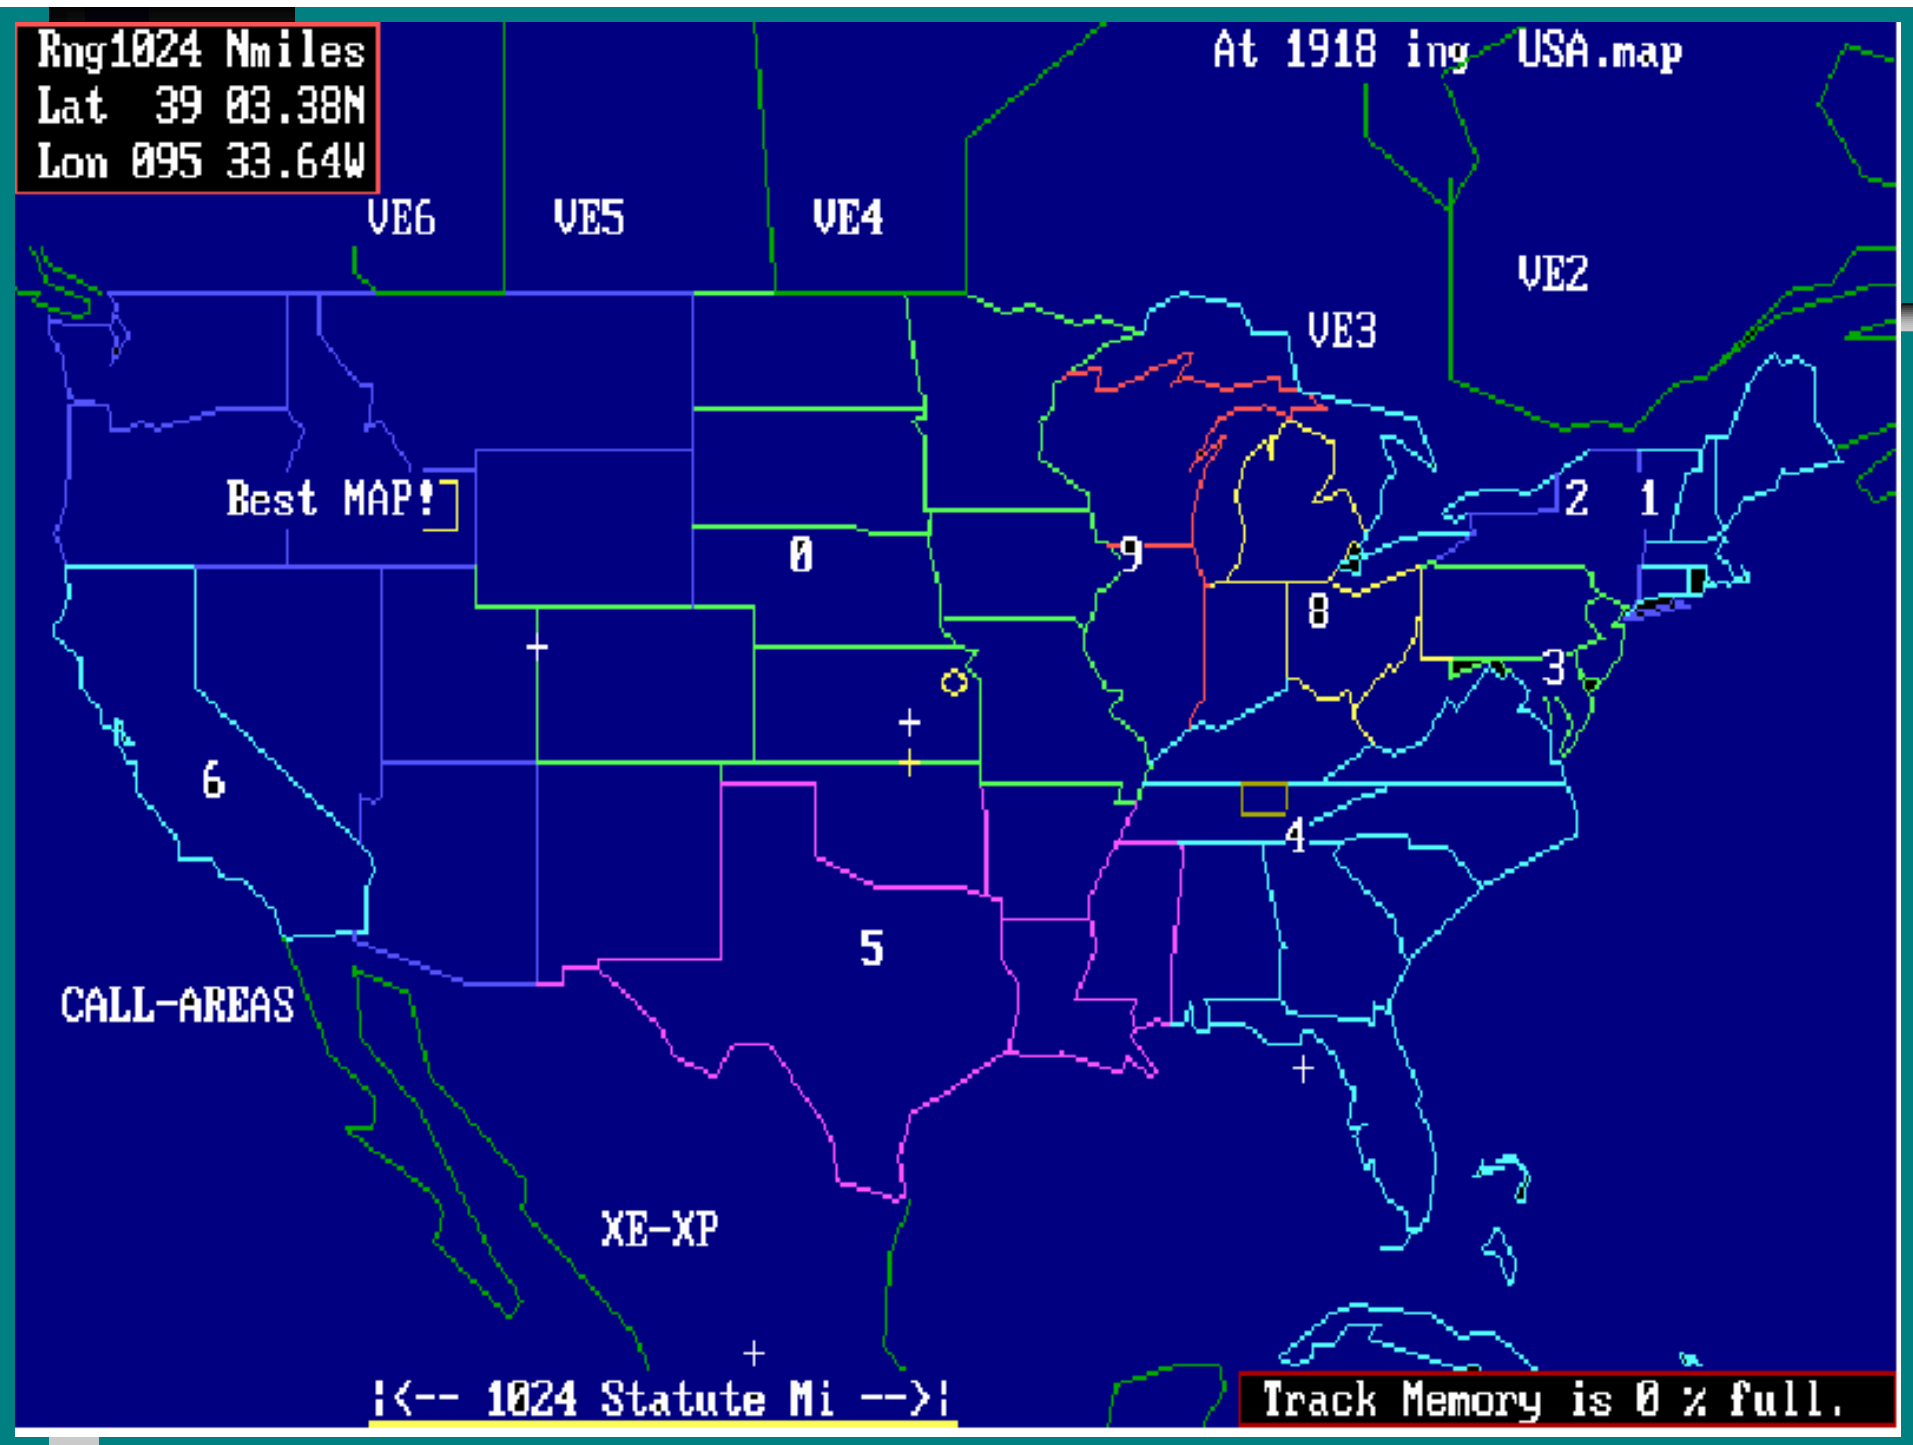 Rng1024 Nmiles
Lat 39 03.38N
Lon 095 33.64W
At 1918 ing USA.map
VE6 VE5 VE4
VE2
VE3
Best MAP!
2 1
0
9
8
3
6
4
5
CALL-AREAS
XE-XP
|<-- 1024 Statute Mi -->|
Track Memory is 0 % full.